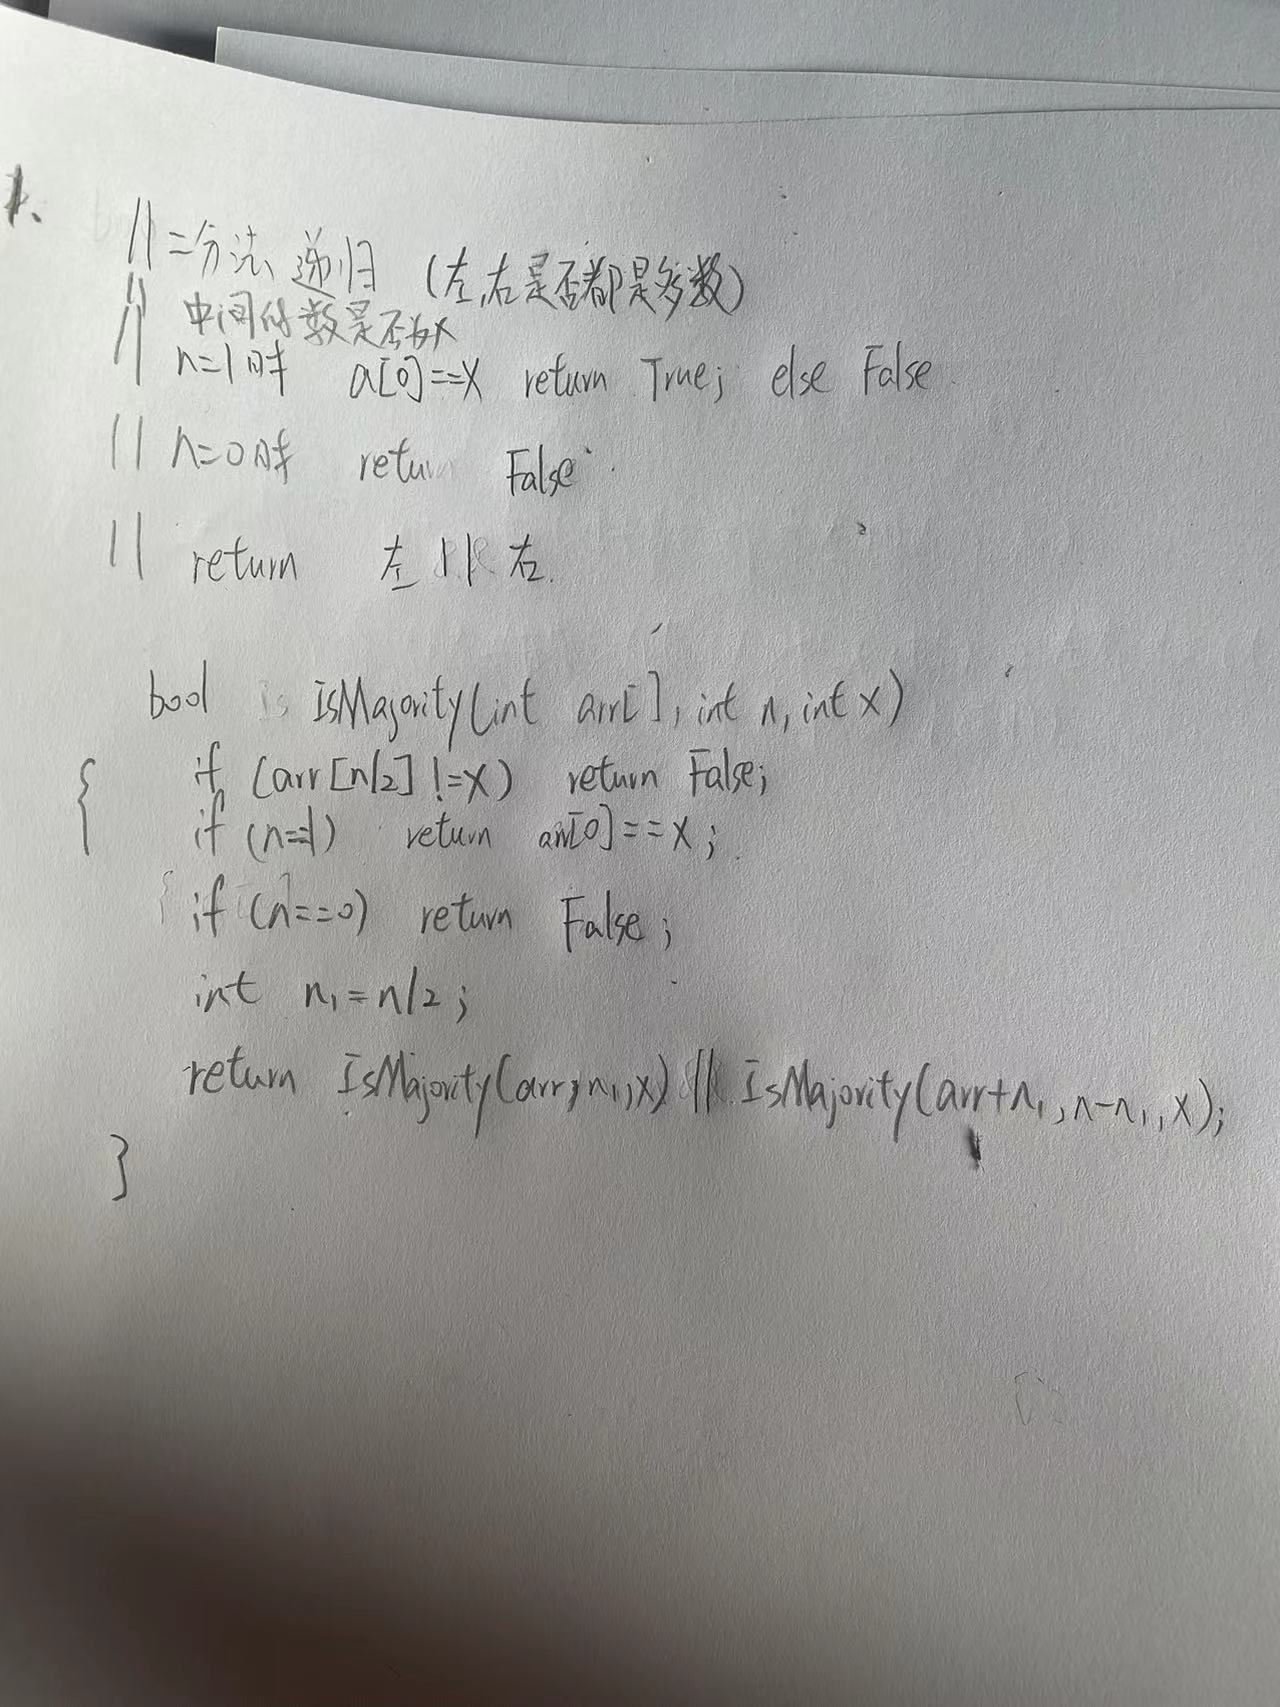 1.
// 二分法 递归 (左,右是否都是多数)
// 中间的数是否为x
// n=1时 a[0]==x return True; else False
// n=0时 return False.
// return 左 || 右.
bool IsMajority(int arr[], int n, int x)
{ if (arr[n/2] != x) return False;
if (n==1) return arr[0]==x;
if (n==0) return False;
int n1 = n/2;
return IsMajority(arr, n1, x) || IsMajority(arr+n1, n-n1, x);
}